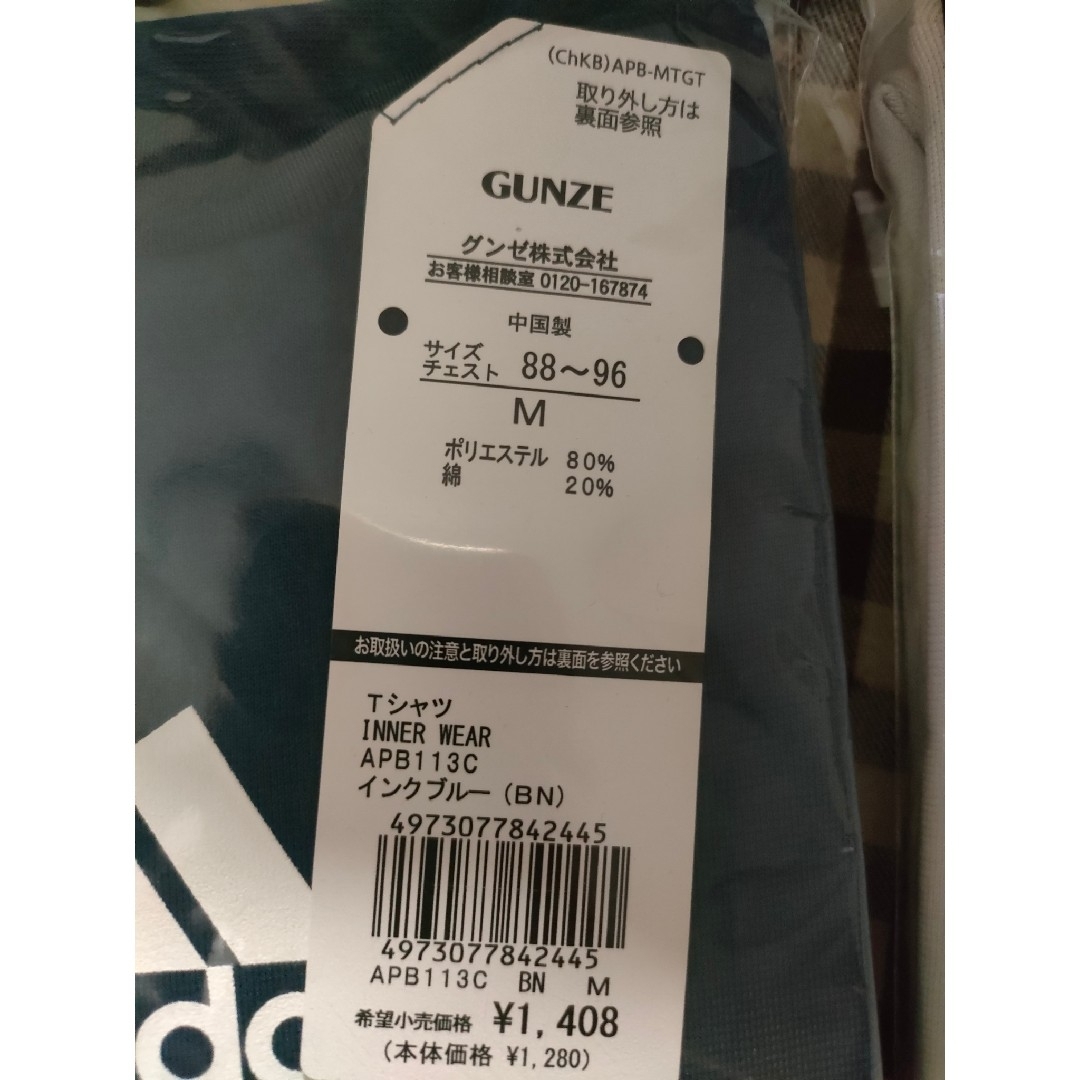 (ChKB)APB-MTGT
取り外し方は
裏面参照
GUNZE
グンゼ株式会社
お客様相談室 0120-167874
中国製
サイズ
チェスト 88～96
M
ポリエステル 80%
綿 20%
お取扱いの注意と取り外し方は裏面を参照ください
Tシャツ
INNER WEAR
APB113C
インクブルー (BN)
4973077842445
4973077842445
APB113C BN M
希望小売価格 ¥1,408
(本体価格 ¥1,280)